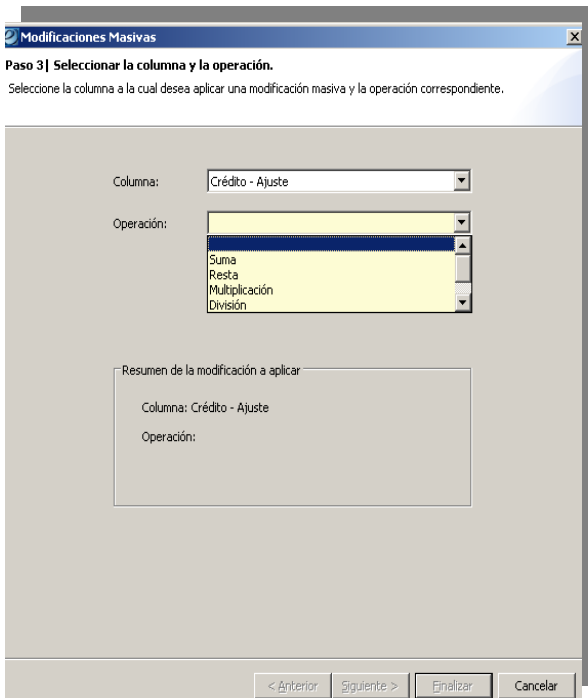 Modificaciones Masivas
Paso 3| Seleccionar la columna y la operación.
Seleccione la columna a la cual desea aplicar una modificación masiva y la operación correspondiente.
Columna: Crédito - Ajuste
Operación:
Suma
Resta
Multiplicación
División
Resumen de la modificación a aplicar
Columna: Crédito - Ajuste
Operación:
< Anterior Siguiente > Finalizar Cancelar